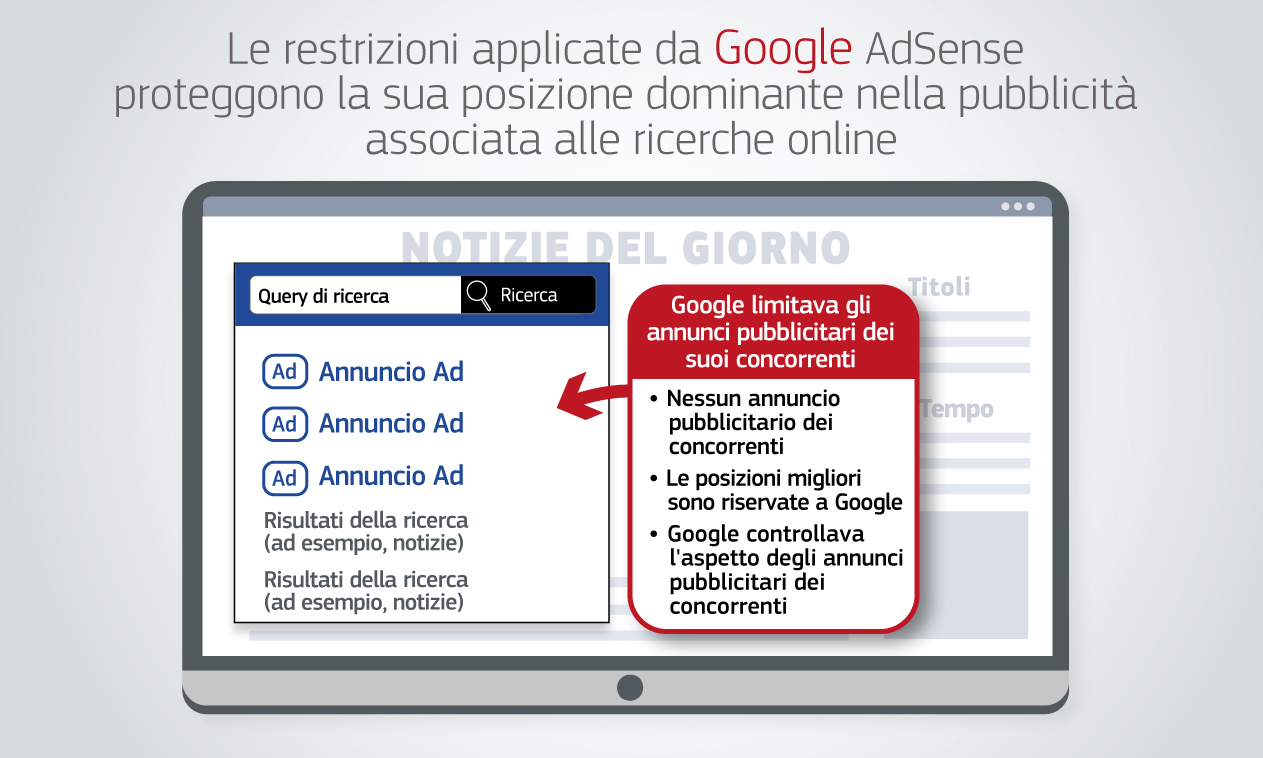 Le restrizioni applicate da Google AdSense
proteggono la sua posizione dominante nella pubblicità
associata alle ricerche online
NOTIZIE DEL GIORNO
Query di ricerca
Ricerca
Ad Annuncio Ad
Ad Annuncio Ad
Ad Annuncio Ad
Risultati della ricerca
(ad esempio, notizie)
Risultati della ricerca
(ad esempio, notizie)
Google limitava gli
annunci pubblicitari dei
suoi concorrenti
• Nessun annuncio
pubblicitario dei
concorrenti
• Le posizioni migliori
sono riservate a Google
• Google controllava
l'aspetto degli annunci
pubblicitari dei
concorrenti
Titoli
Tempo